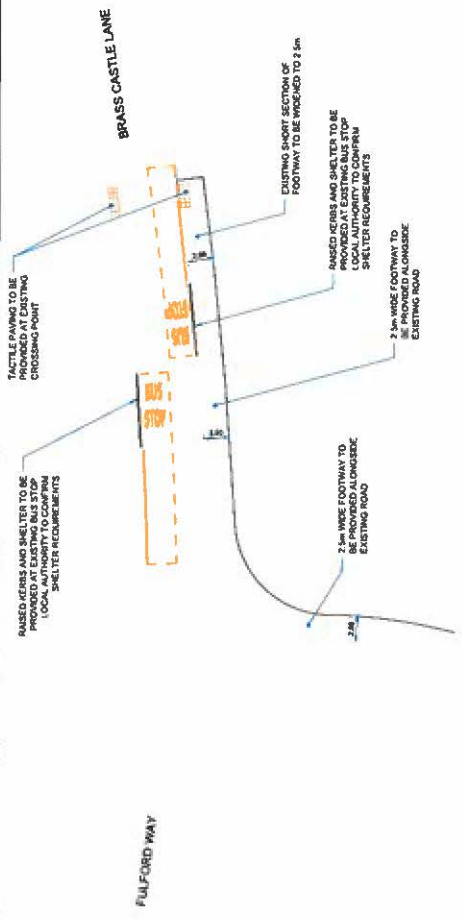 TACTILE PAVING TO BE
PROVIDED AT EXISTING
CROSSING POINT
BRASS CASTLE LANE
RAISED KERBS AND SHELTER TO BE
PROVIDED AT EXISTING BUS STOP
LOCAL AUTHORITY TO CONFIRM
SHELTER REQUIREMENTS
BUS
STOP
BUS
STOP
EXISTING SHORT SECTION OF
FOOTWAY TO BE WIDENED TO 2 5m
RAISED KERBS AND SHELTER TO BE
PROVIDED AT EXISTING BUS STOP
LOCAL AUTHORITY TO CONFIRM
SHELTER REQUIREMENTS
2 5m WIDE FOOTWAY TO
BE PROVIDED ALONGSIDE
EXISTING ROAD
2 5m WIDE FOOTWAY TO
BE PROVIDED ALONGSIDE
EXISTING ROAD
FULFORD WAY